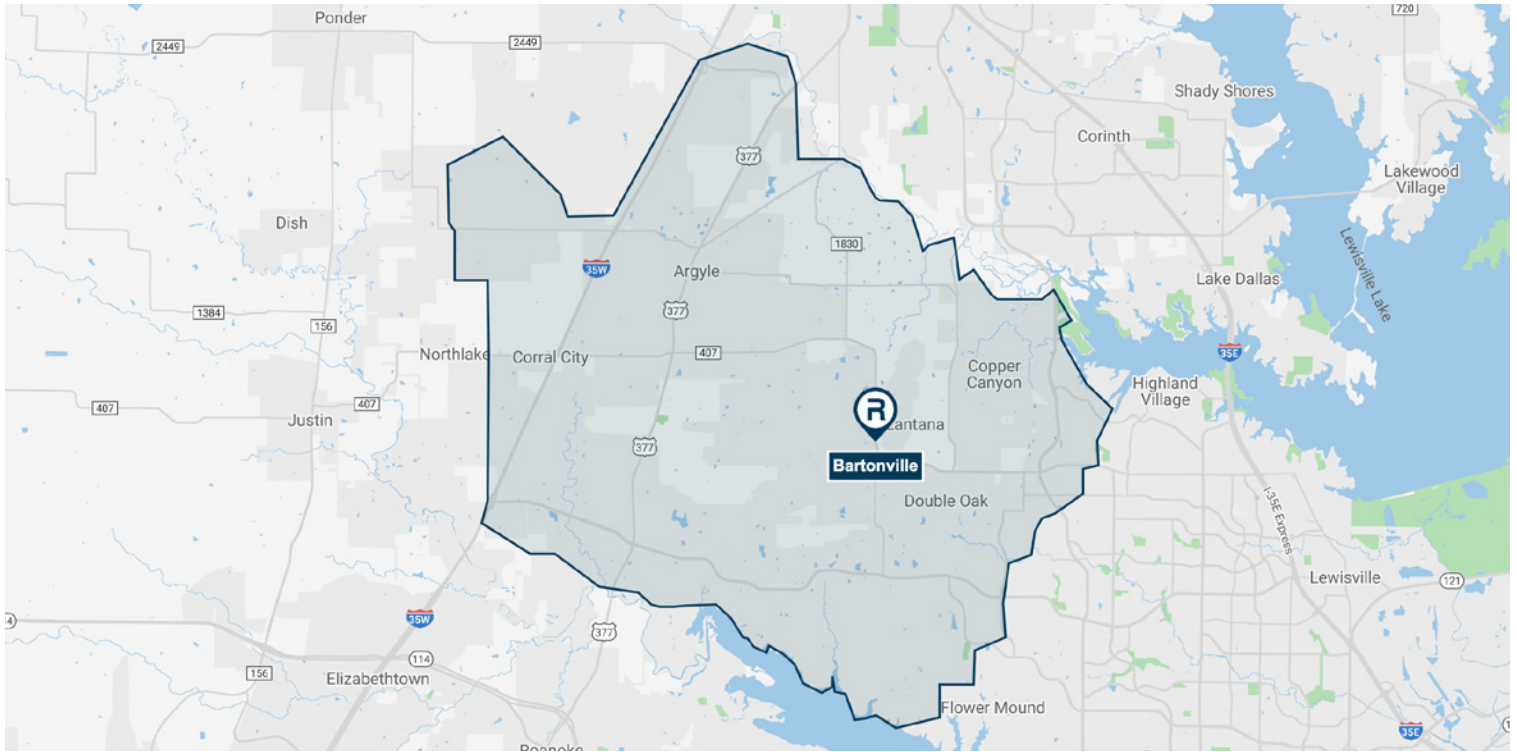 Ponder
720
2449
2449
Shady Shores
Corinth
377
Lakewood
Village
Dish
1830
35W
Argyle
Lake Dallas
Lewisville Lake
1384
377
156
Northlake
Corral City
407
35E
Copper
Canyon
Highland
Village
407
407
Justin
R
Lantana
377
Bartonville
Double Oak
I-35E Express
Lewisville
121
35W
377
114
156
Elizabethtown
Flower Mound
35E
Roanoke